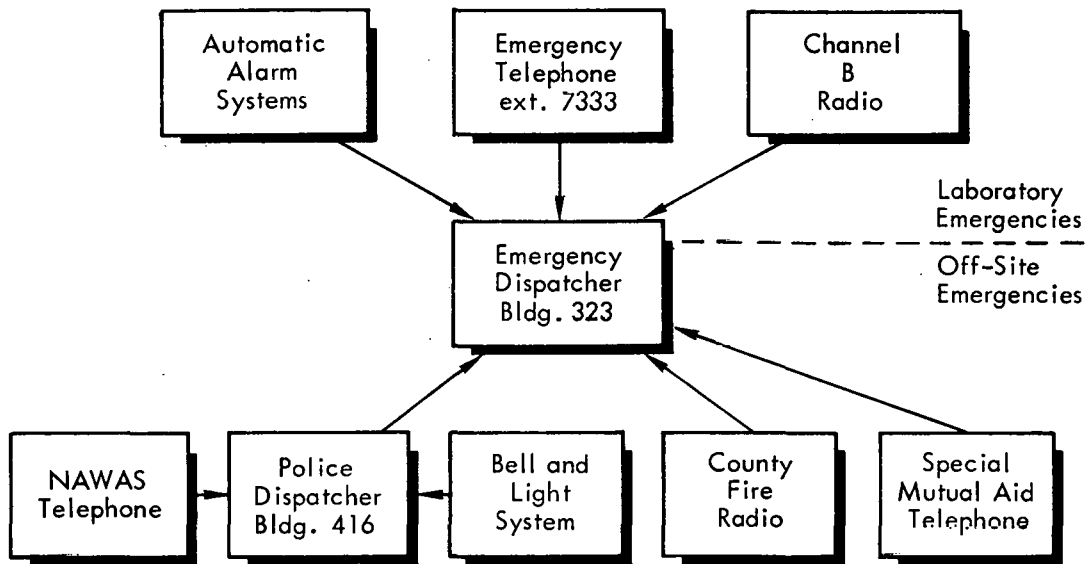 Automatic
Alarm
Systems
Emergency
Telephone
ext. 7333
Channel
B
Radio
Laboratory
Emergencies
Emergency
Dispatcher
Bldg. 323
Off-Site
Emergencies
NAWAS
Telephone
Police
Dispatcher
Bldg. 416
Bell and
Light
System
County
Fire
Radio
Special
Mutual Aid
Telephone